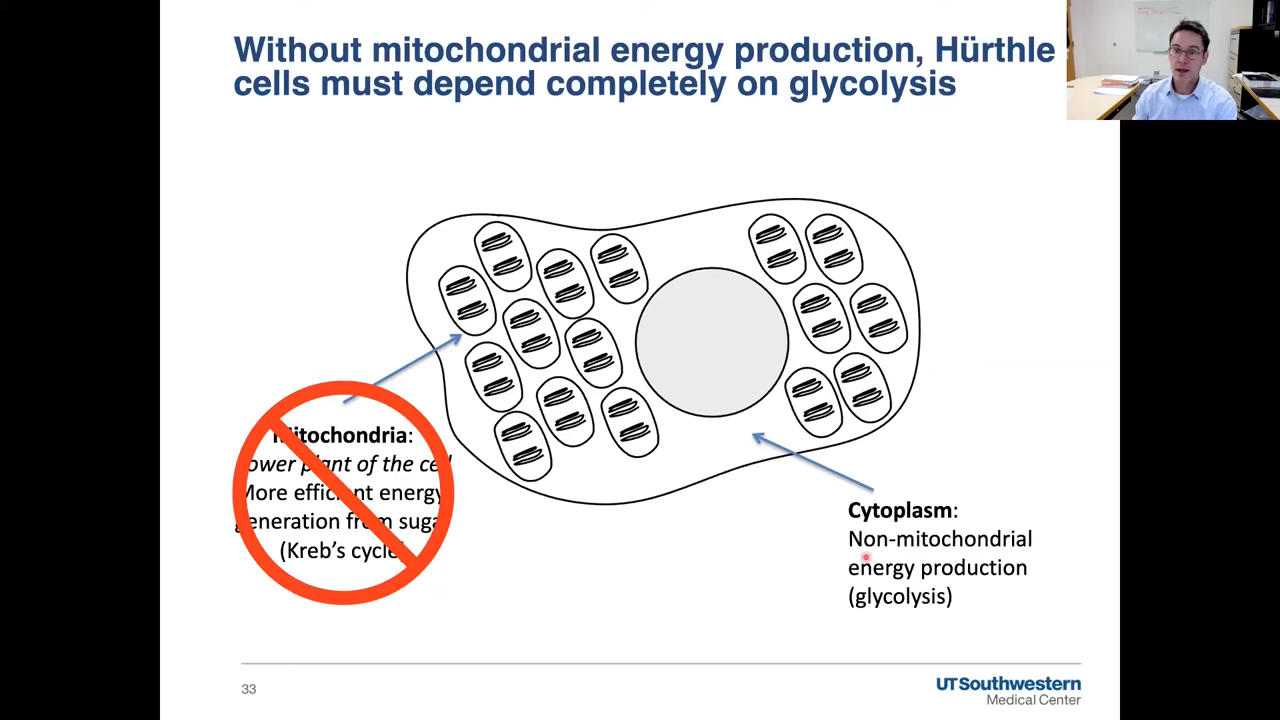 Without mitochondrial energy production, Hürthle
cells must depend completely on glycolysis
Mitochondria:
Power plant of the cell
More efficient energy
generation from sugar
(Kreb's cycle)
Cytoplasm:
Non-mitochondrial
energy production
(glycolysis)
33
UTSouthwestern
Medical Center